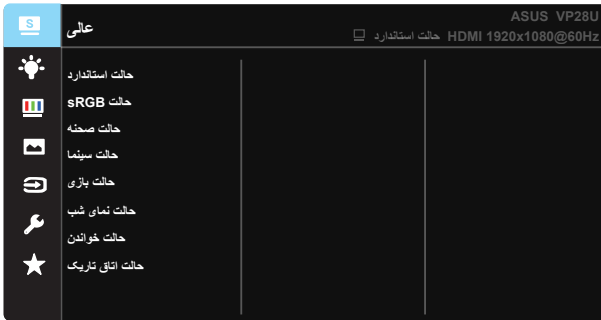 S
عالی
ASUS VP28U
حالت استاندارد HDMI 1920x1080@60Hz
حالت استاندارد
حالت sRGB
حالت صحنه
حالت سینما
حالت بازی
حالت نمای شب
حالت خواندن
حالت اتاق تاریک